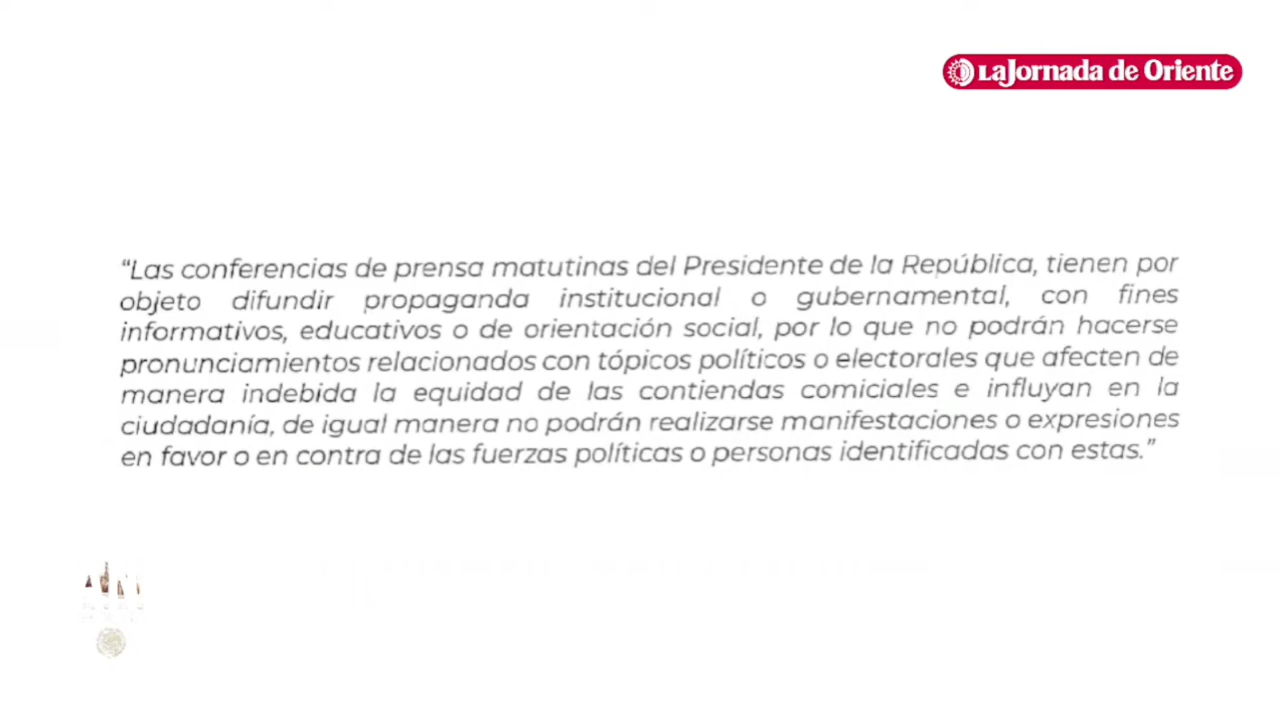 LaJornada de Oriente
“Las conferencias de prensa matutinas del Presidente de la República, tienen por
objeto difundir propaganda institucional o gubernamental, con fines
informativos, educativos o de orientación social, por lo que no podrán hacerse
pronunciamientos relacionados con tópicos políticos o electorales que afecten de
manera indebida la equidad de las contiendas comiciales e influyan en la
ciudadanía, de igual manera no podrán realizarse manifestaciones o expresiones
en favor o en contra de las fuerzas políticas o personas identificadas con estas.”